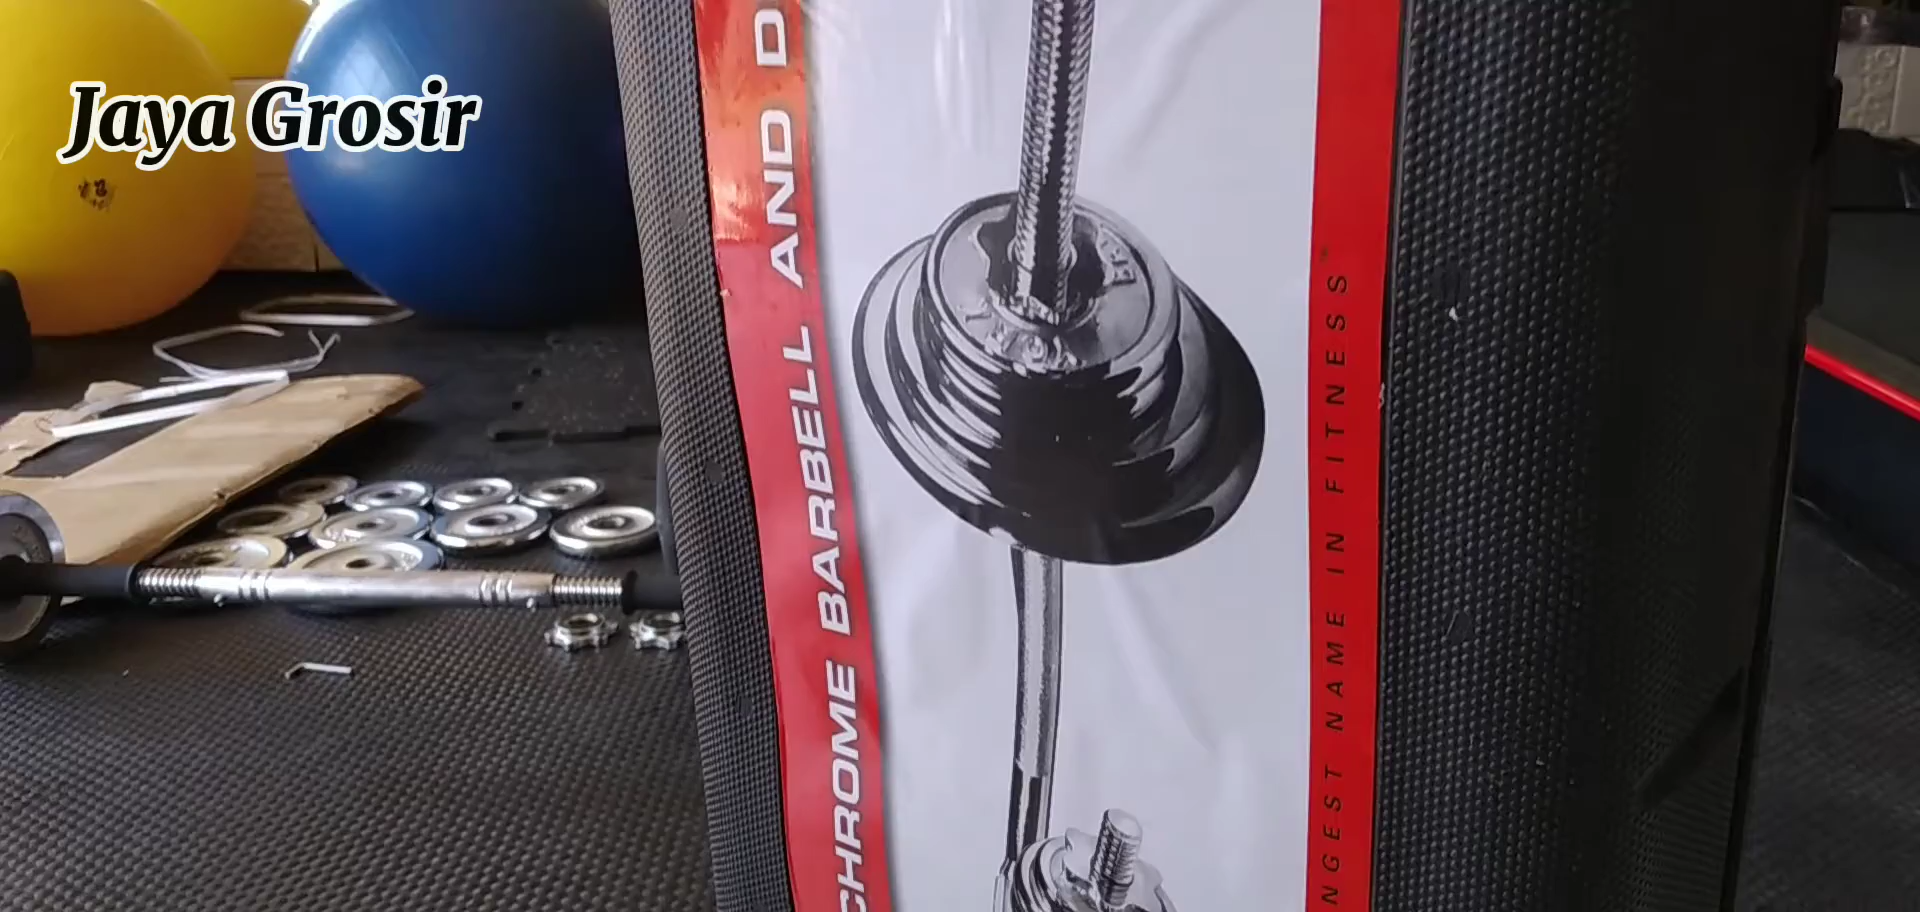 Jaya Grosir
CHROME BARBELL AND D
NGEST NAME IN FITNESS